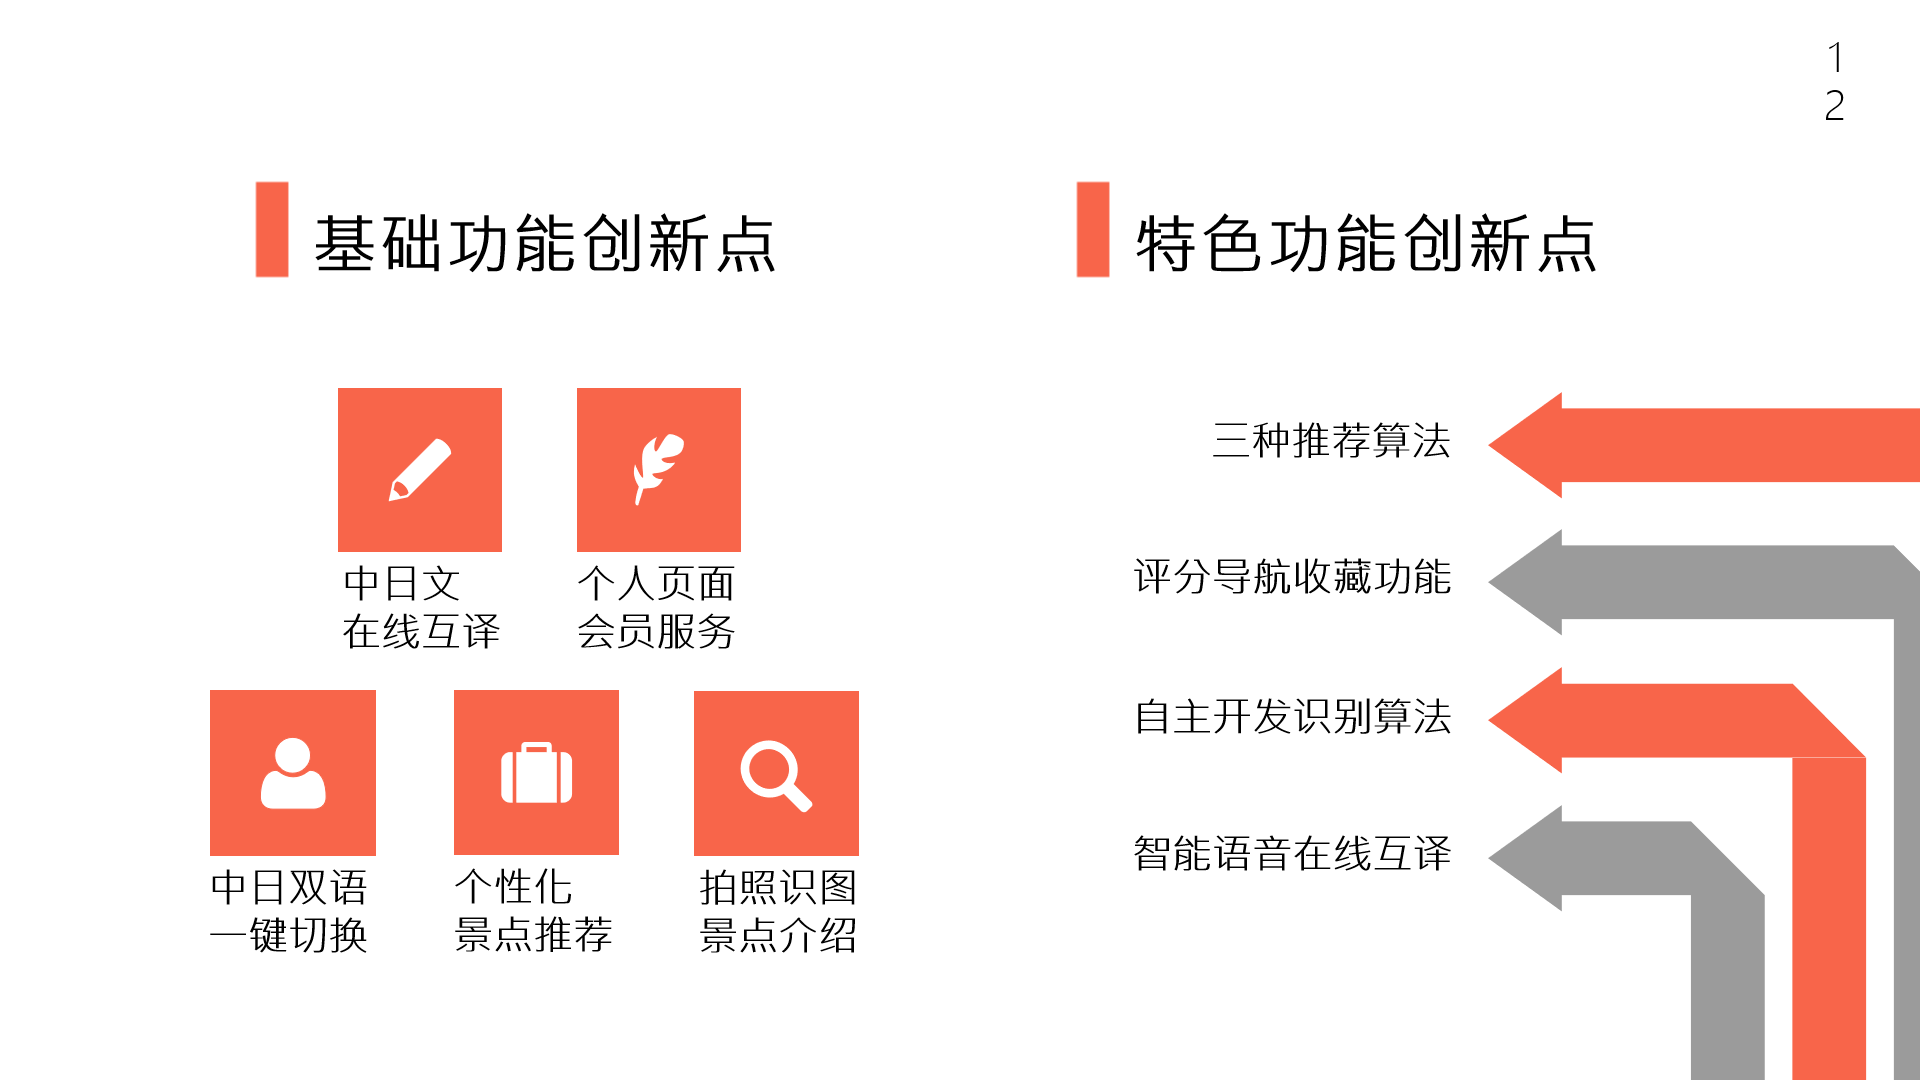 1
2
基础功能创新点
中日文
在线互译
个人页面
会员服务
中日双语
一键切换
个性化
景点推荐
拍照识图
景点介绍
特色功能创新点
三种推荐算法
评分导航收藏功能
自主开发识别算法
智能语音在线互译